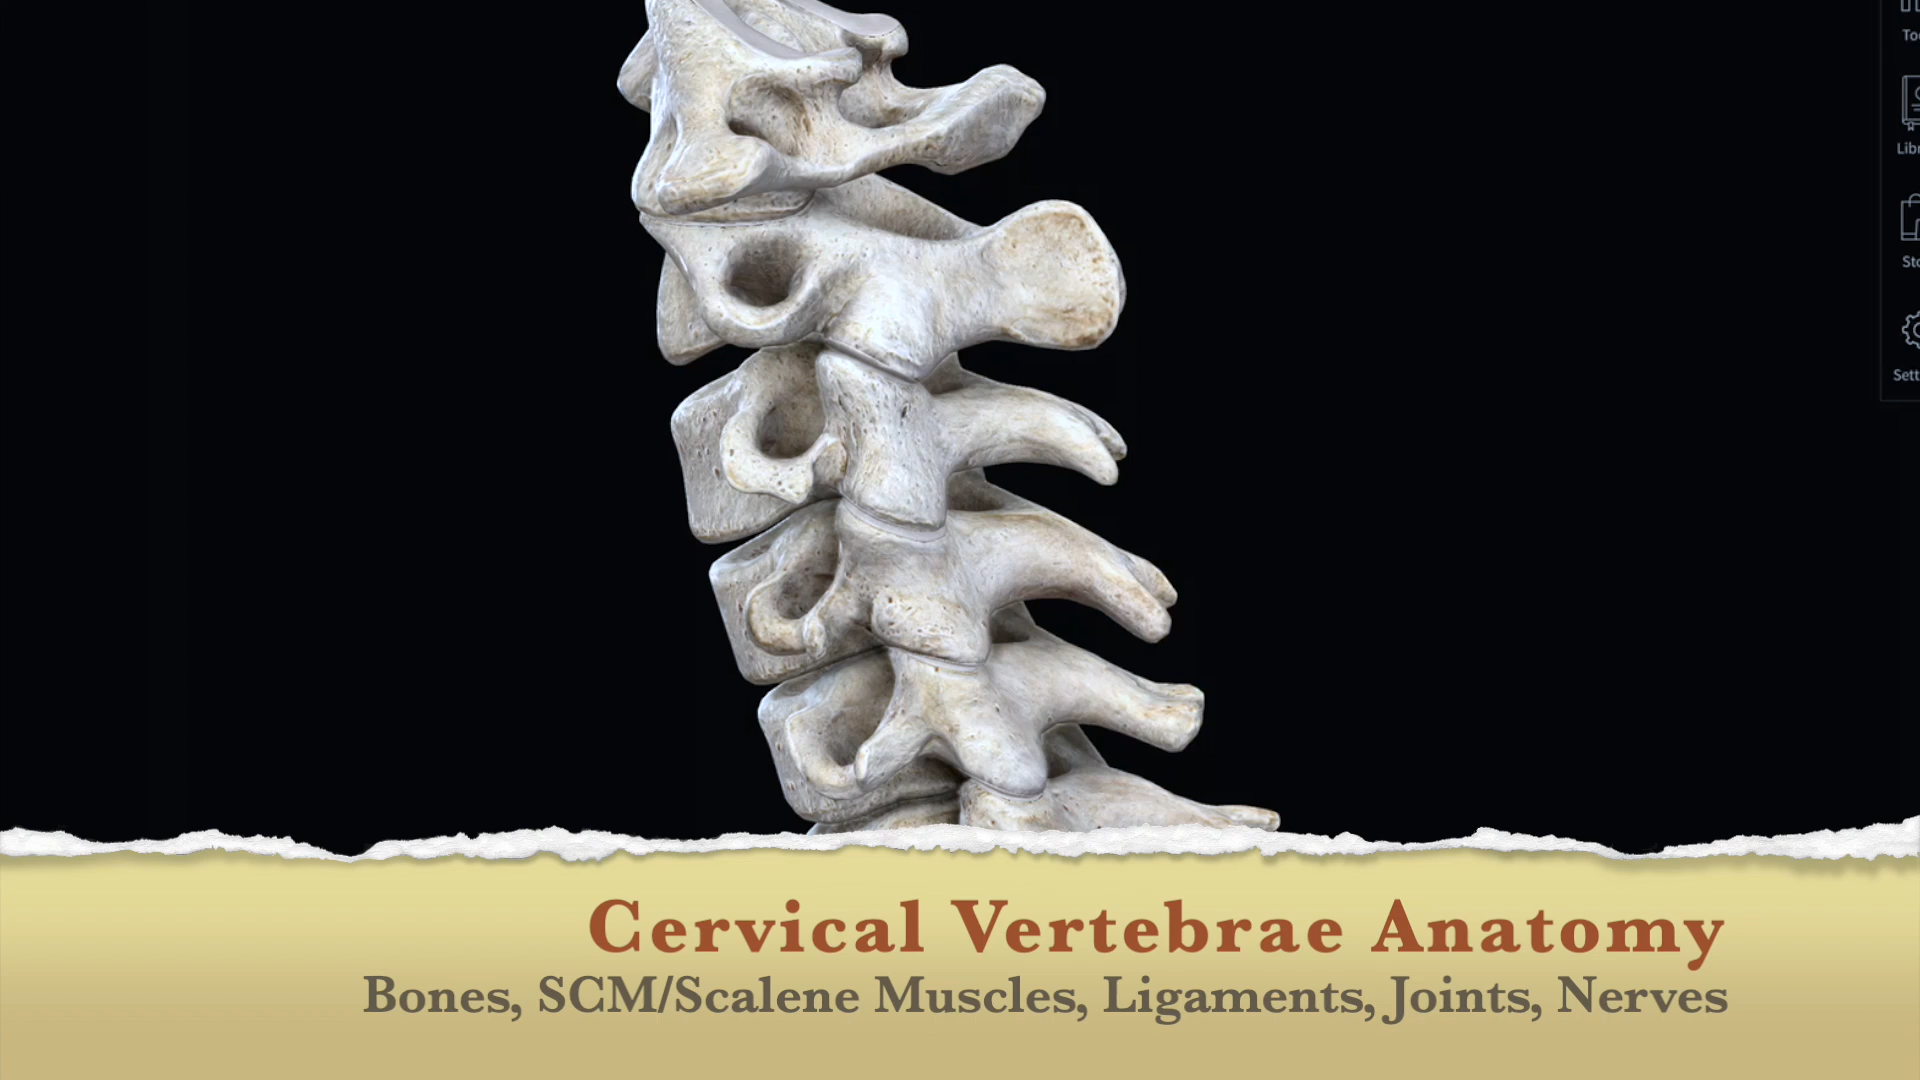 Cervical Vertebrae Anatomy
Bones, SCM/Scalene Muscles, Ligaments, Joints, Nerves